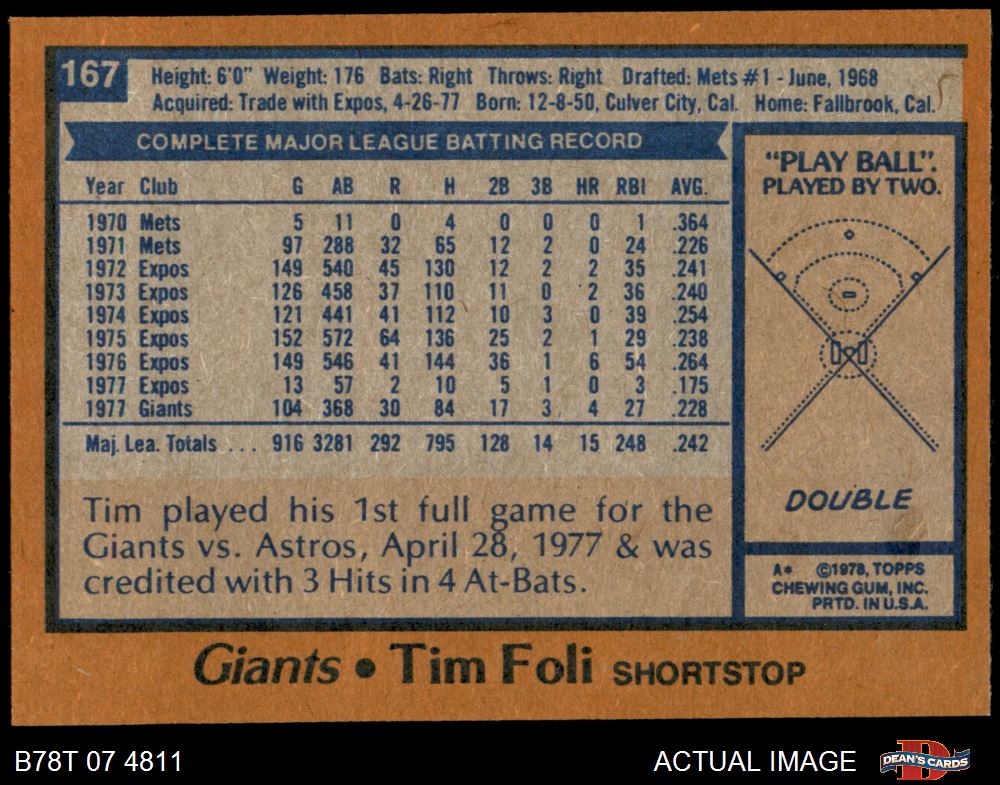 167
Height: 6'0" Weight: 176 Bats: Right Throws: Right Drafted: Mets #1 - June, 1968
Acquired: Trade with Expos, 4-26-77 Born: 12-8-50, Culver City, Cal. Home: Fallbrook, Cal.
COMPLETE MAJOR LEAGUE BATTING RECORD
Year Club G AB R H 2B 3B HR RBI AVG.
1970 Mets 5 11 0 4 0 0 0 1 .364
1971 Mets 97 288 32 65 12 2 0 24 .226
1972 Expos 149 540 45 130 12 2 2 35 .241
1973 Expos 126 458 37 110 11 0 2 36 .240
1974 Expos 121 441 41 112 10 3 0 39 .254
1975 Expos 152 572 64 136 25 2 1 29 .238
1976 Expos 149 546 41 144 36 1 6 54 .264
1977 Expos 13 57 2 10 5 1 0 3 .175
1977 Giants 104 368 30 84 17 3 4 27 .228
Maj. Lea. Totals ... 916 3281 292 795 128 14 15 248 .242
Tim played his 1st full game for the
Giants vs. Astros, April 28, 1977 & was
credited with 3 Hits in 4 At-Bats.
"PLAY BALL".
PLAYED BY TWO.
DOUBLE
A* ©1978, TOPPS
CHEWING GUM, INC.
PRTD. IN U.S.A.
Giants • Tim Foli SHORTSTOP
B78T 07 4811
ACTUAL IMAGE
DEAN'S CARDS